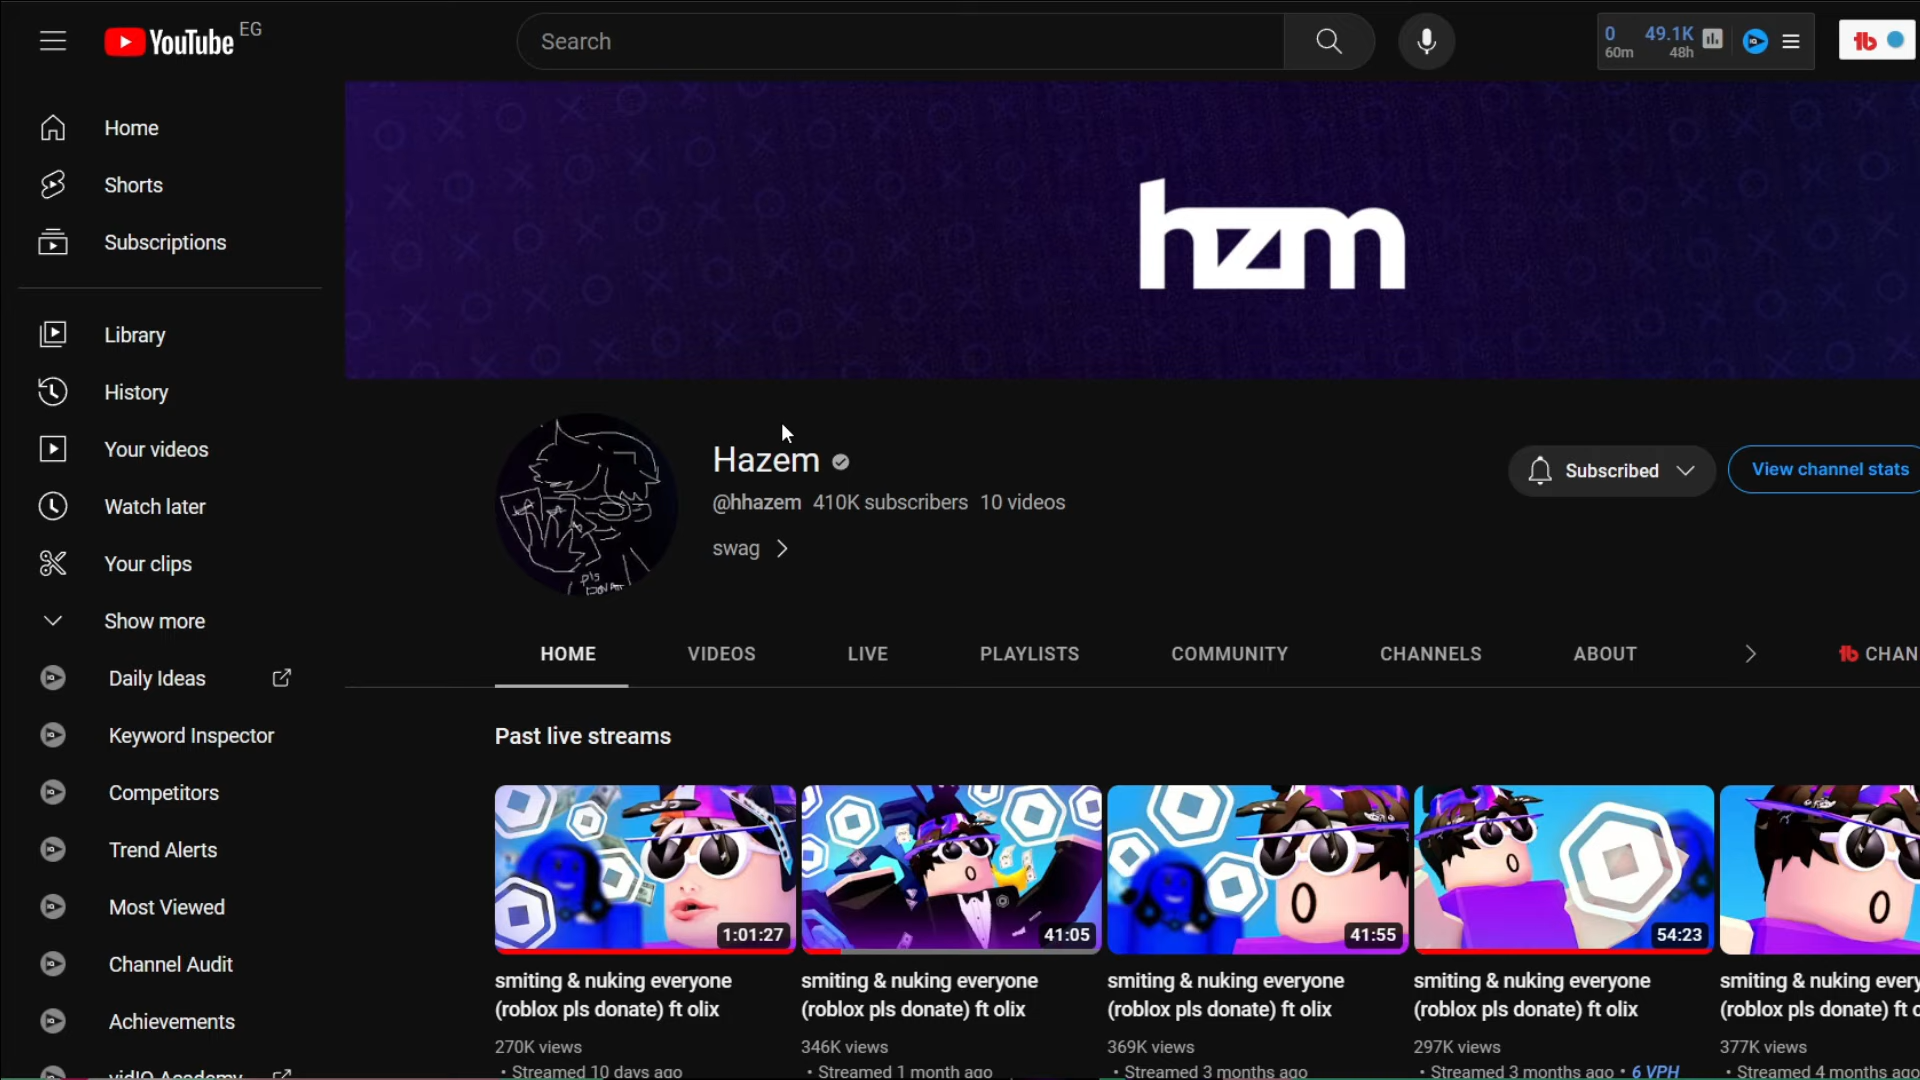 YouTube EG
Search
0 49.1K
60m 48h
Home
Shorts
Subscriptions
Library
History
Your videos
Watch later
Your clips
Show more
Daily Ideas
Keyword Inspector
Competitors
Trend Alerts
Most Viewed
Channel Audit
Achievements
vidIQ Academy
hzm
pls
DONATE
Hazem
@hhazem 410K subscribers 10 videos
swag
Subscribed
View channel stats
HOME VIDEOS LIVE PLAYLISTS COMMUNITY CHANNELS ABOUT CHAN
Past live streams
1:01:27
smiting & nuking everyone
(roblox pls donate) ft olix
270K views
• Streamed 10 days ago
41:05
smiting & nuking everyone
(roblox pls donate) ft olix
346K views
• Streamed 1 month ago
41:55
smiting & nuking everyone
(roblox pls donate) ft olix
369K views
• Streamed 3 months ago
54:23
smiting & nuking everyone
(roblox pls donate) ft olix
297K views
• Streamed 3 months ago • 6 VPH
smiting & nuking every
(roblox pls donate) ft o
377K views
• Streamed 4 months ago